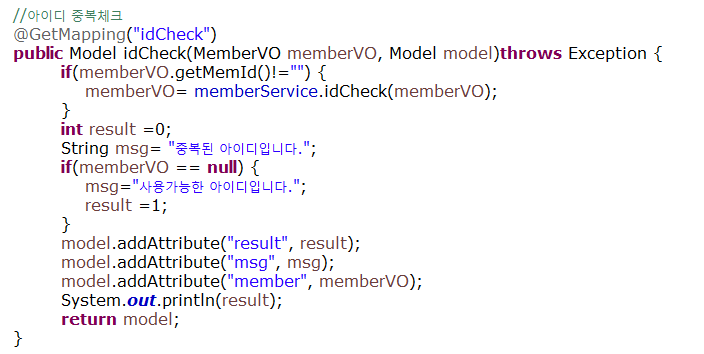 //아이디 중복체크
@GetMapping("idCheck")
public Model idCheck(MemberVO memberVO, Model model)throws Exception {
if(memberVO.getMemId()!="") {
memberVO= memberService.idCheck(memberVO);
}
int result =0;
String msg= "중복된 아이디입니다.";
if(memberVO == null) {
msg="사용가능한 아이디입니다.";
result =1;
}
model.addAttribute("result", result);
model.addAttribute("msg", msg);
model.addAttribute("member", memberVO);
System.out.println(result);
return model;
}